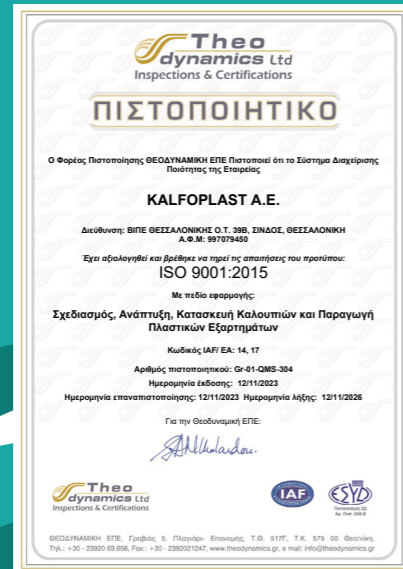 Theo
dynamics Ltd
Inspections & Certifications
ΠΙΣΤΟΠΟΙΗΤΙΚΟ
Ο Φορέας Πιστοποίησης ΘΕΟΔΥΝΑΜΙΚΗ ΕΠΕ Πιστοποιεί ότι το Σύστημα Διαχείρισης
Ποιότητας της Εταιρείας
KALFOPLAST A.E.
Διεύθυνση: ΒΙΠΕ ΘΕΣΣΑΛΟΝΙΚΗΣ Ο.Τ. 39Β, ΣΙΝΔΟΣ, ΘΕΣΣΑΛΟΝΙΚΗ
Α.Φ.Μ: 997079450
Έχει αξιολογηθεί και βρέθηκε να τηρεί τις απαιτήσεις του προτύπου:
ISO 9001:2015
Με πεδίο εφαρμογής:
Σχεδιασμός, Ανάπτυξη, Κατασκευή Καλουπιών και Παραγωγή
Πλαστικών Εξαρτημάτων
Κωδικός IAF/ EA: 14, 17
Αριθμός πιστοποιητικού: Gr-01-QMS-304
Ημερομηνία έκδοσης: 12/11/2023
Ημερομηνία επαναπιστοποίησης: 12/11/2023 Ημερομηνία λήξης: 12/11/2026
Για την Θεοδυναμική ΕΠΕ:
Theo
dynamics Ltd
Inspections & Certifications
IAF
ESYD
Πιστοποίηση ΣΔ
ΘΕΟΔΥΝΑΜΙΚΗ ΕΠΕ, Γραβιάς 5, Πλαγιάρι- Επανομής, Τ.Θ. 517Γ, Τ.Κ. 575 00 Θεσ/νίκη.
Τηλ.: +30 - 23920 63.656, Fax.: +30 - 2392021247, www.theodynamics.gr, e mail: info@theodynamics.gr